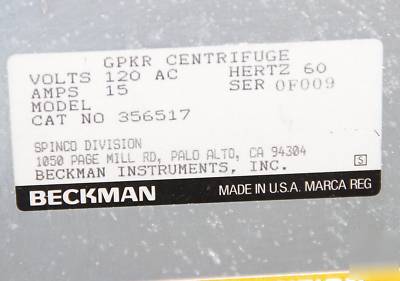 GPKR CENTRIFUGE
VOLTS 120 AC HERTZ 60
AMPS 15 SER 0F009
MODEL
CAT NO 356517
SPINCO DIVISION
1050 PAGE MILL RD, PALO ALTO, CA 94304
BECKMAN INSTRUMENTS, INC. S
BECKMAN MADE IN U.S.A. MARCA REG